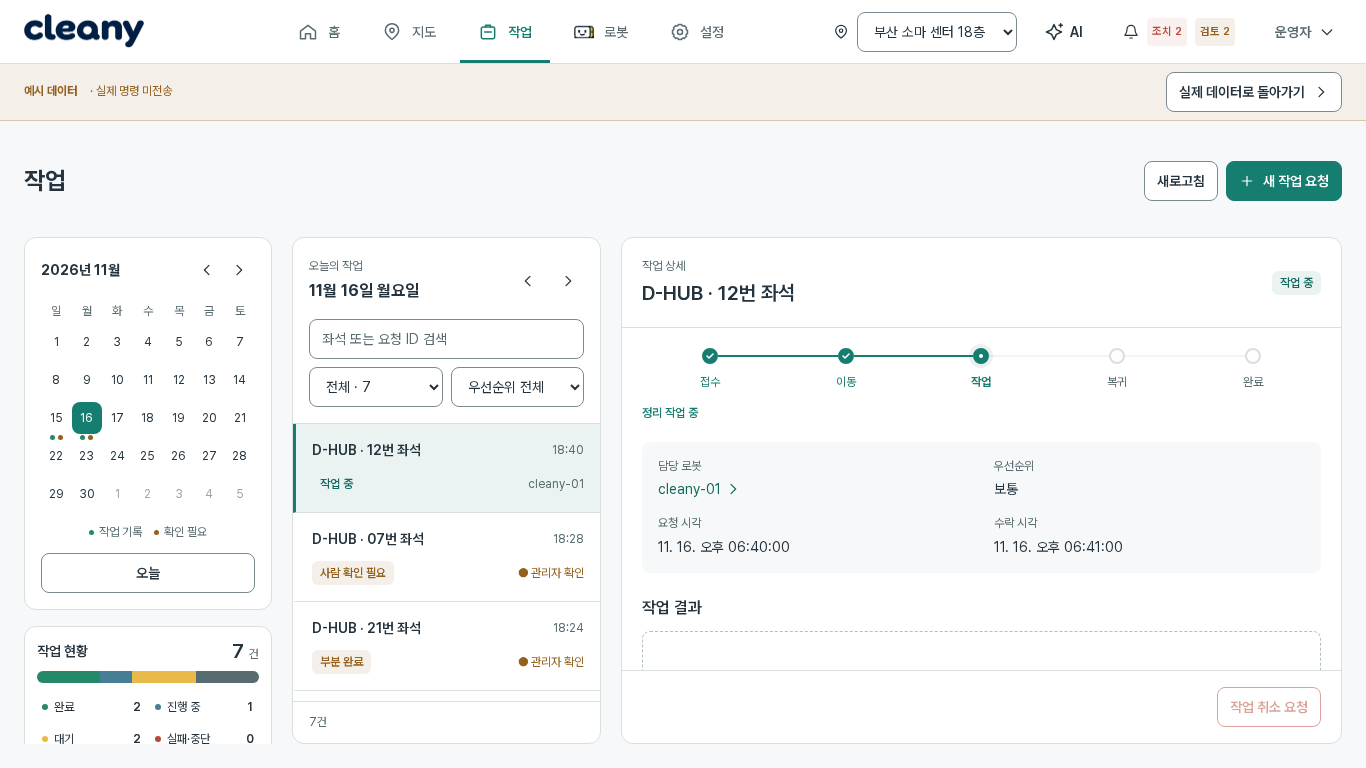 cleany
홈
지도
작업
로봇
설정
부산 소마 센터 18층
AI
조치 2
검토 2
운영자
예시 데이터 · 실제 명령 미전송
실제 데이터로 돌아가기
작업
새로고침
새 작업 요청
2026년 11월
일 월 화 수 목 금 토
1 2 3 4 5 6 7
8 9 10 11 12 13 14
15 16 17 18 19 20 21
22 23 24 25 26 27 28
29 30 1 2 3 4 5
작업 기록 확인 필요
오늘
작업 현황 7 건
완료 2 진행 중 1
대기 2 실패·중단 0
오늘의 작업
11월 16일 월요일
좌석 또는 요청 ID 검색
전체 · 7
우선순위 전체
D-HUB · 12번 좌석 18:40
작업 중 cleany-01
D-HUB · 07번 좌석 18:28
사람 확인 필요 관리자 확인
D-HUB · 21번 좌석 18:24
부분 완료 관리자 확인
7건
작업 상세
D-HUB · 12번 좌석
작업 중
접수 이동 작업 복귀 완료
정리 작업 중
담당 로봇 우선순위
cleany-01 보통
요청 시각 수락 시각
11. 16. 오후 06:40:00 11. 16. 오후 06:41:00
작업 결과
작업 취소 요청